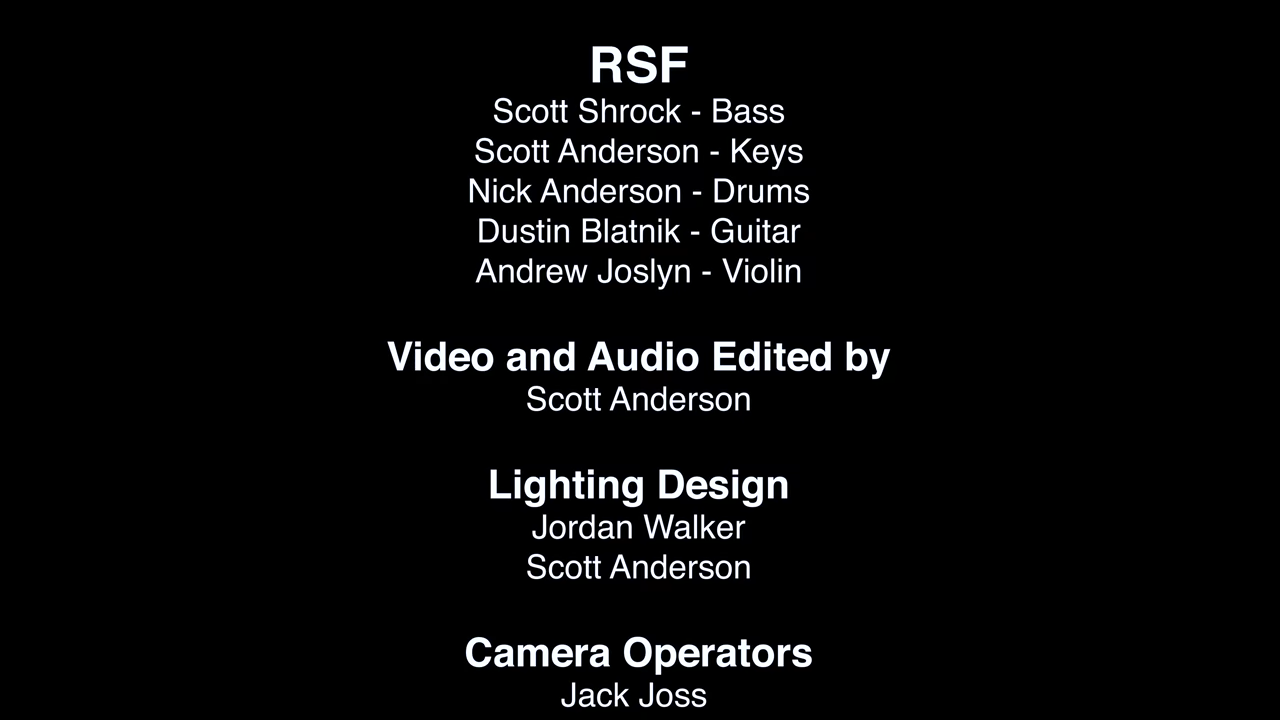 RSF
Scott Shrock - Bass
Scott Anderson - Keys
Nick Anderson - Drums
Dustin Blatnik - Guitar
Andrew Joslyn - Violin
Video and Audio Edited by
Scott Anderson
Lighting Design
Jordan Walker
Scott Anderson
Camera Operators
Jack Joss